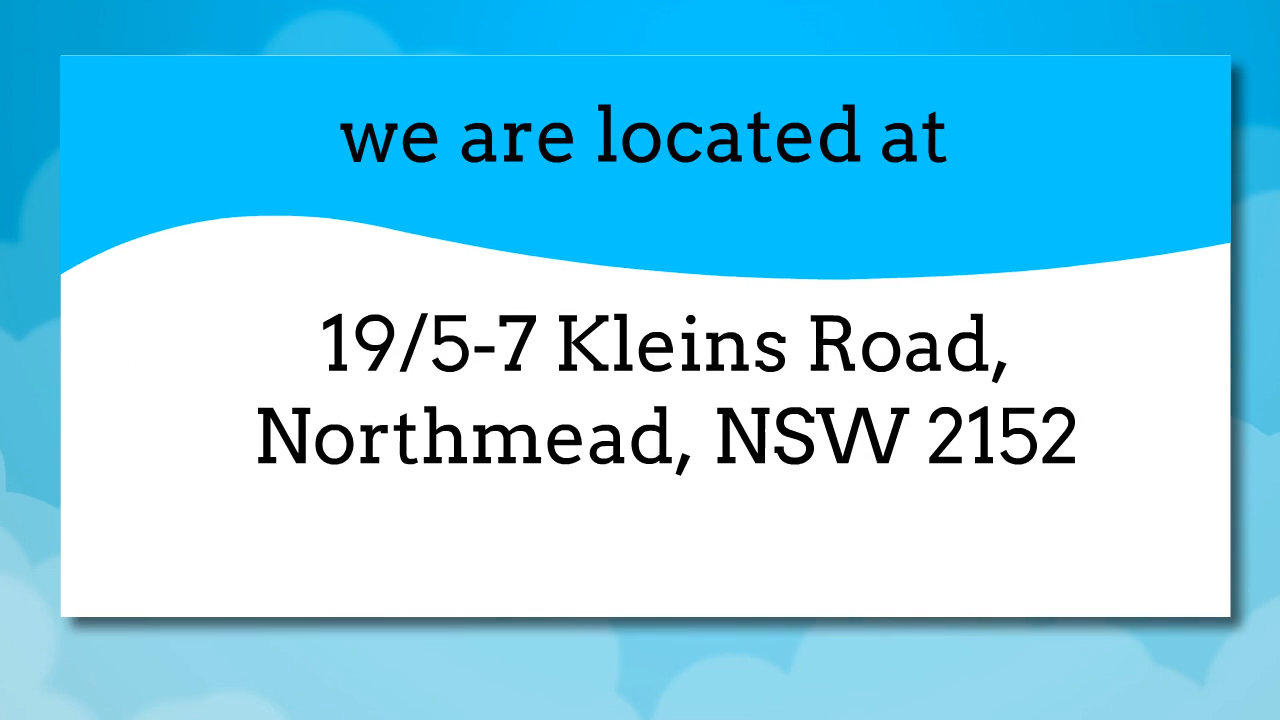 we are located at
19/5-7 Kleins Road,
Northmead, NSW 2152